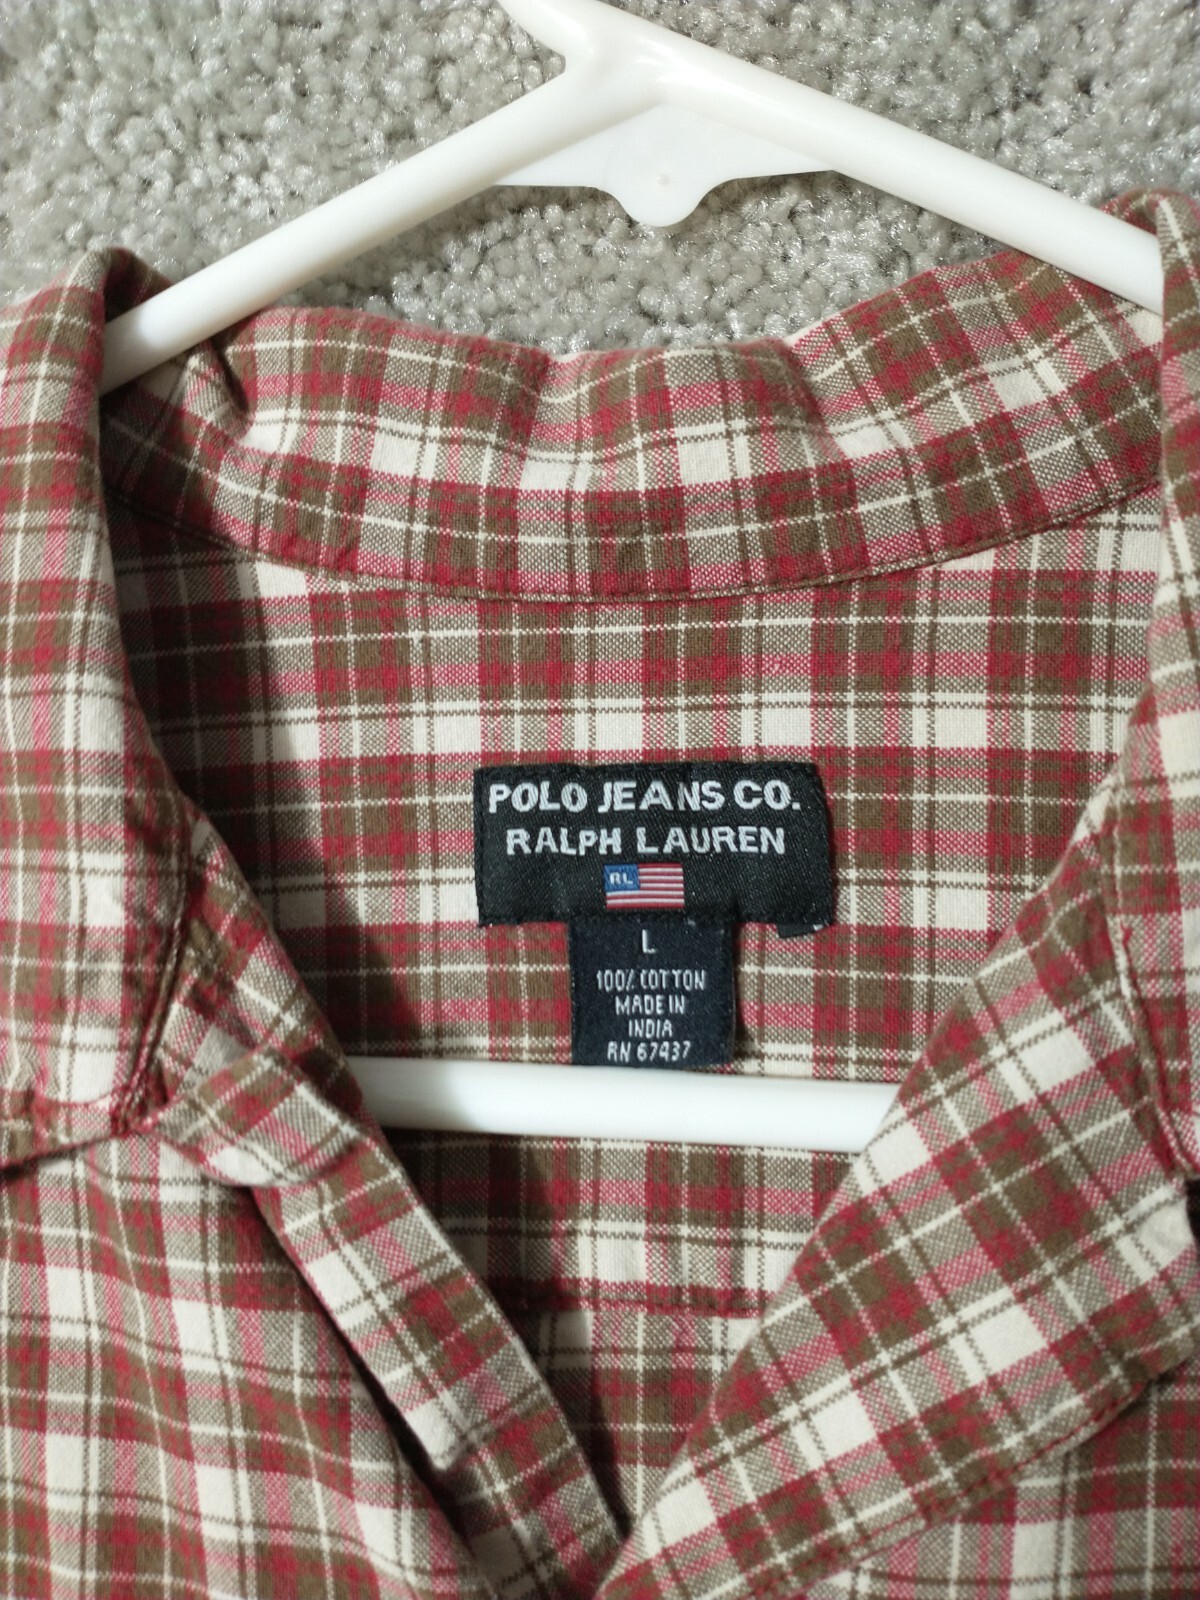 POLO JEANS CO.
RALPH LAUREN
RL
L
100% COTTON
MADE IN
INDIA
RN 67437